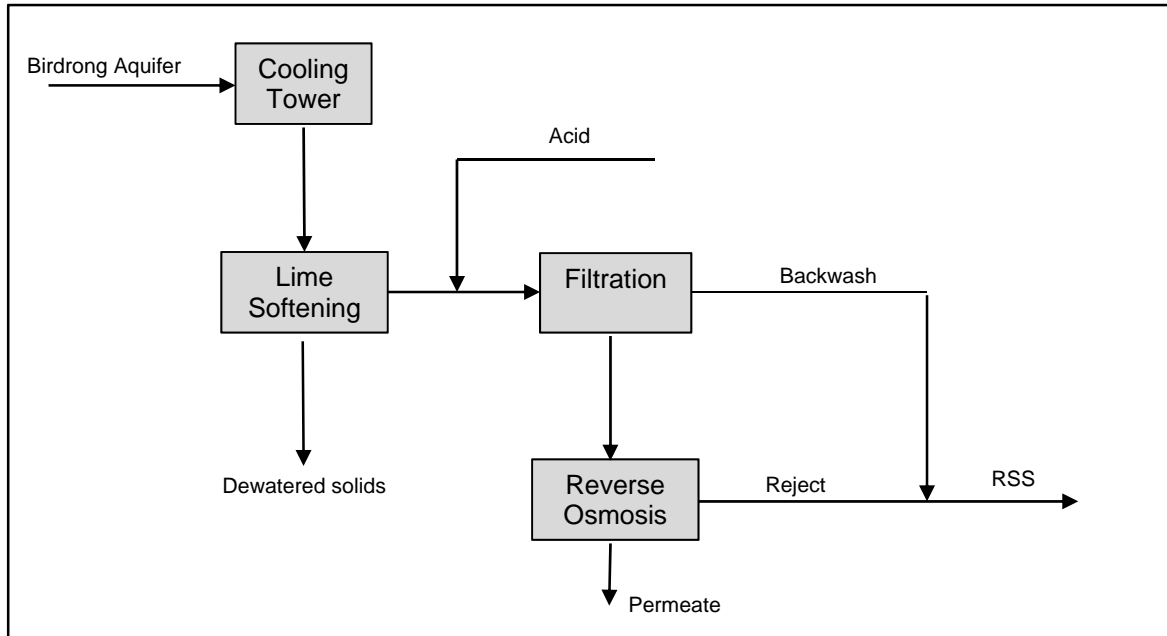 Birdrong Aquifer
Cooling
Tower
Acid
Lime
Softening
Filtration
Backwash
Dewatered solids
Reverse
Osmosis
Reject
RSS
Permeate